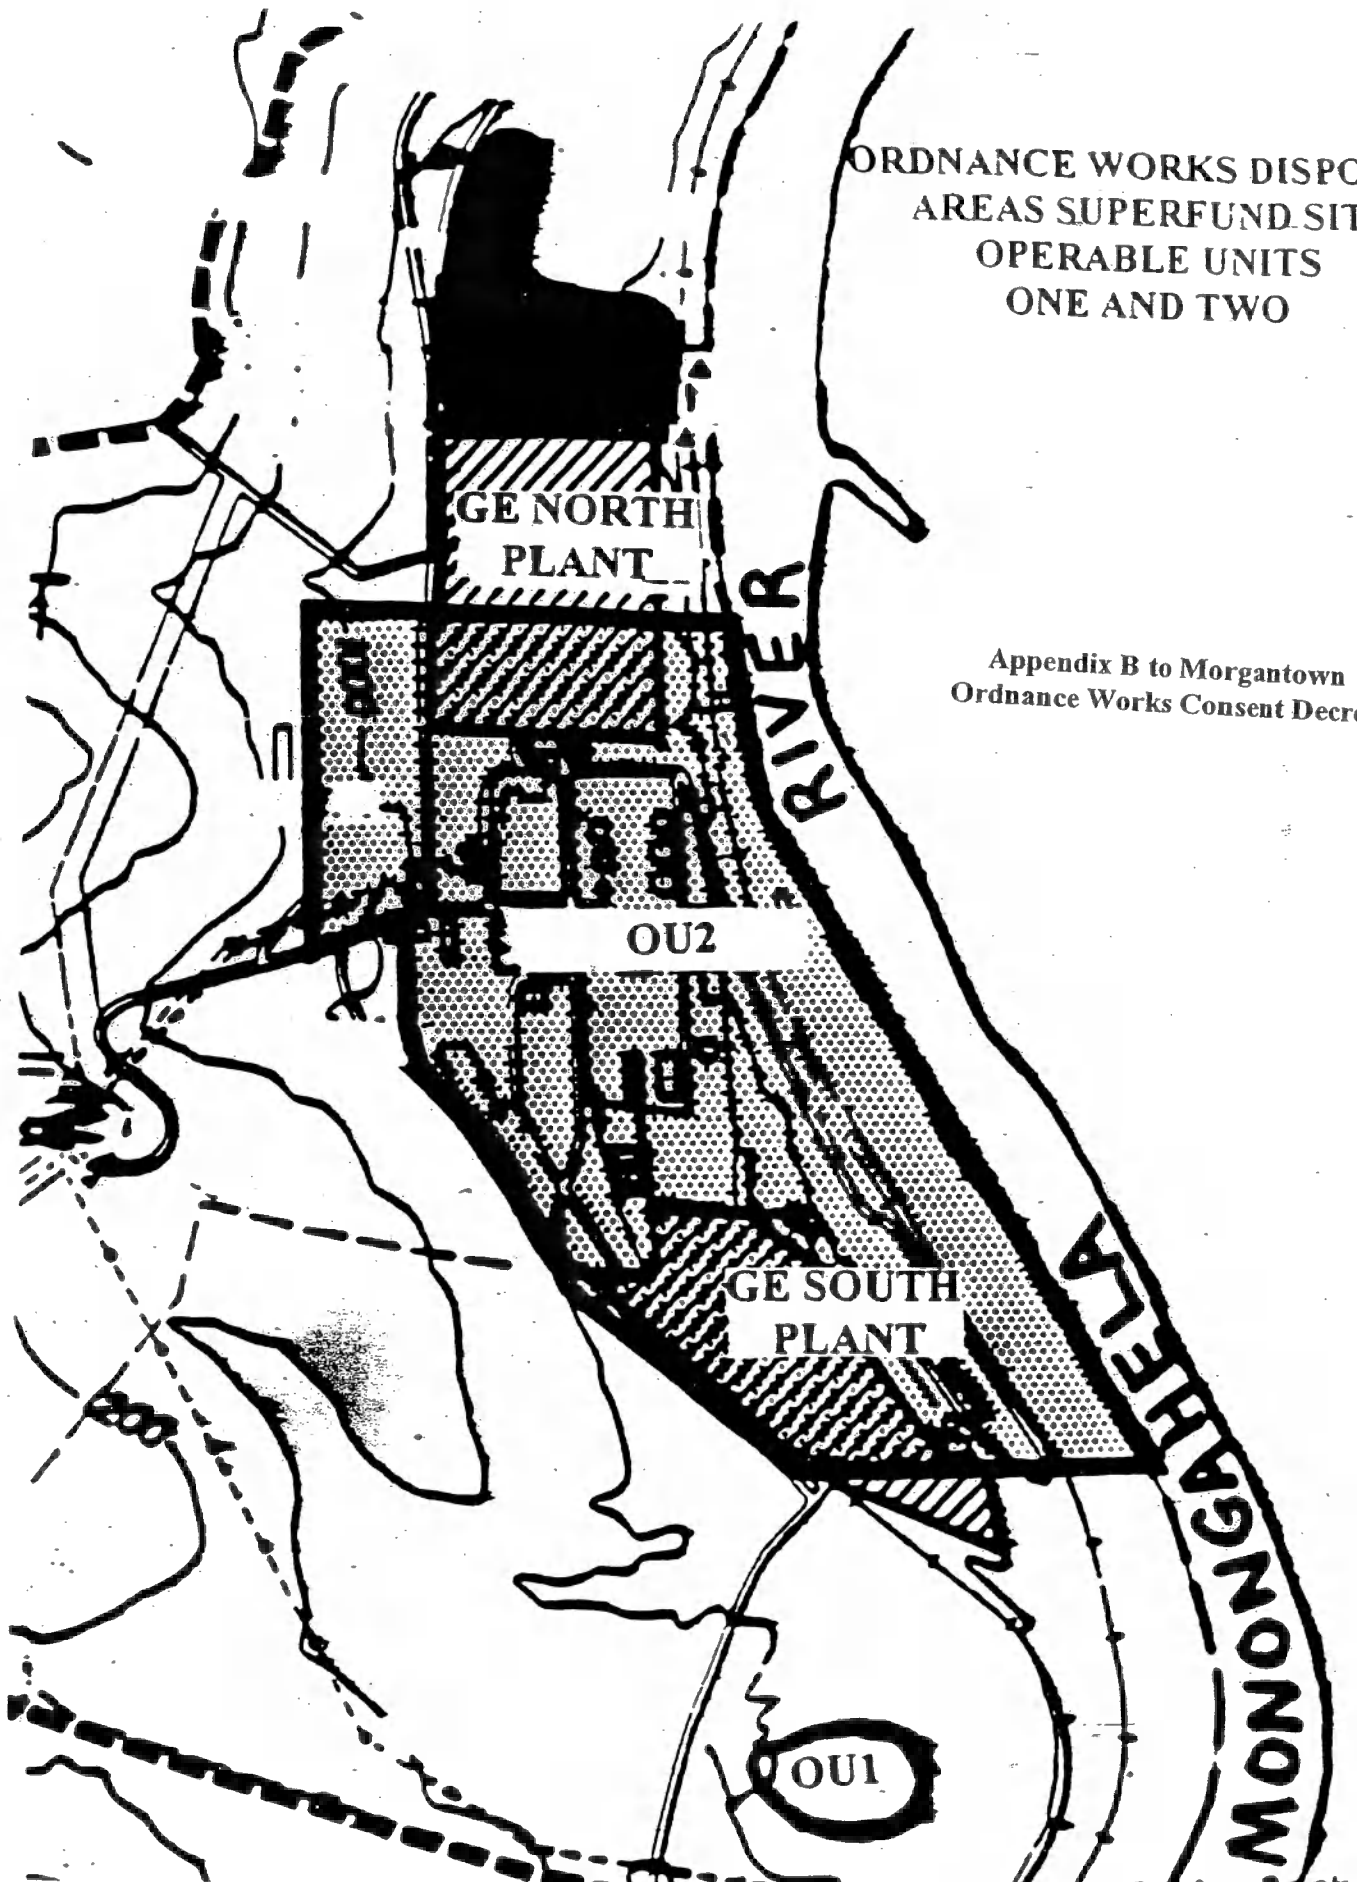 ORDNANCE WORKS DISPO
AREAS SUPERFUND SIT
OPERABLE UNITS
ONE AND TWO
GE NORTH
PLANT
RIVER
Appendix B to Morgantown
Ordnance Works Consent Decre
OU2
GE SOUTH
PLANT
MONONGAHELA
OU1